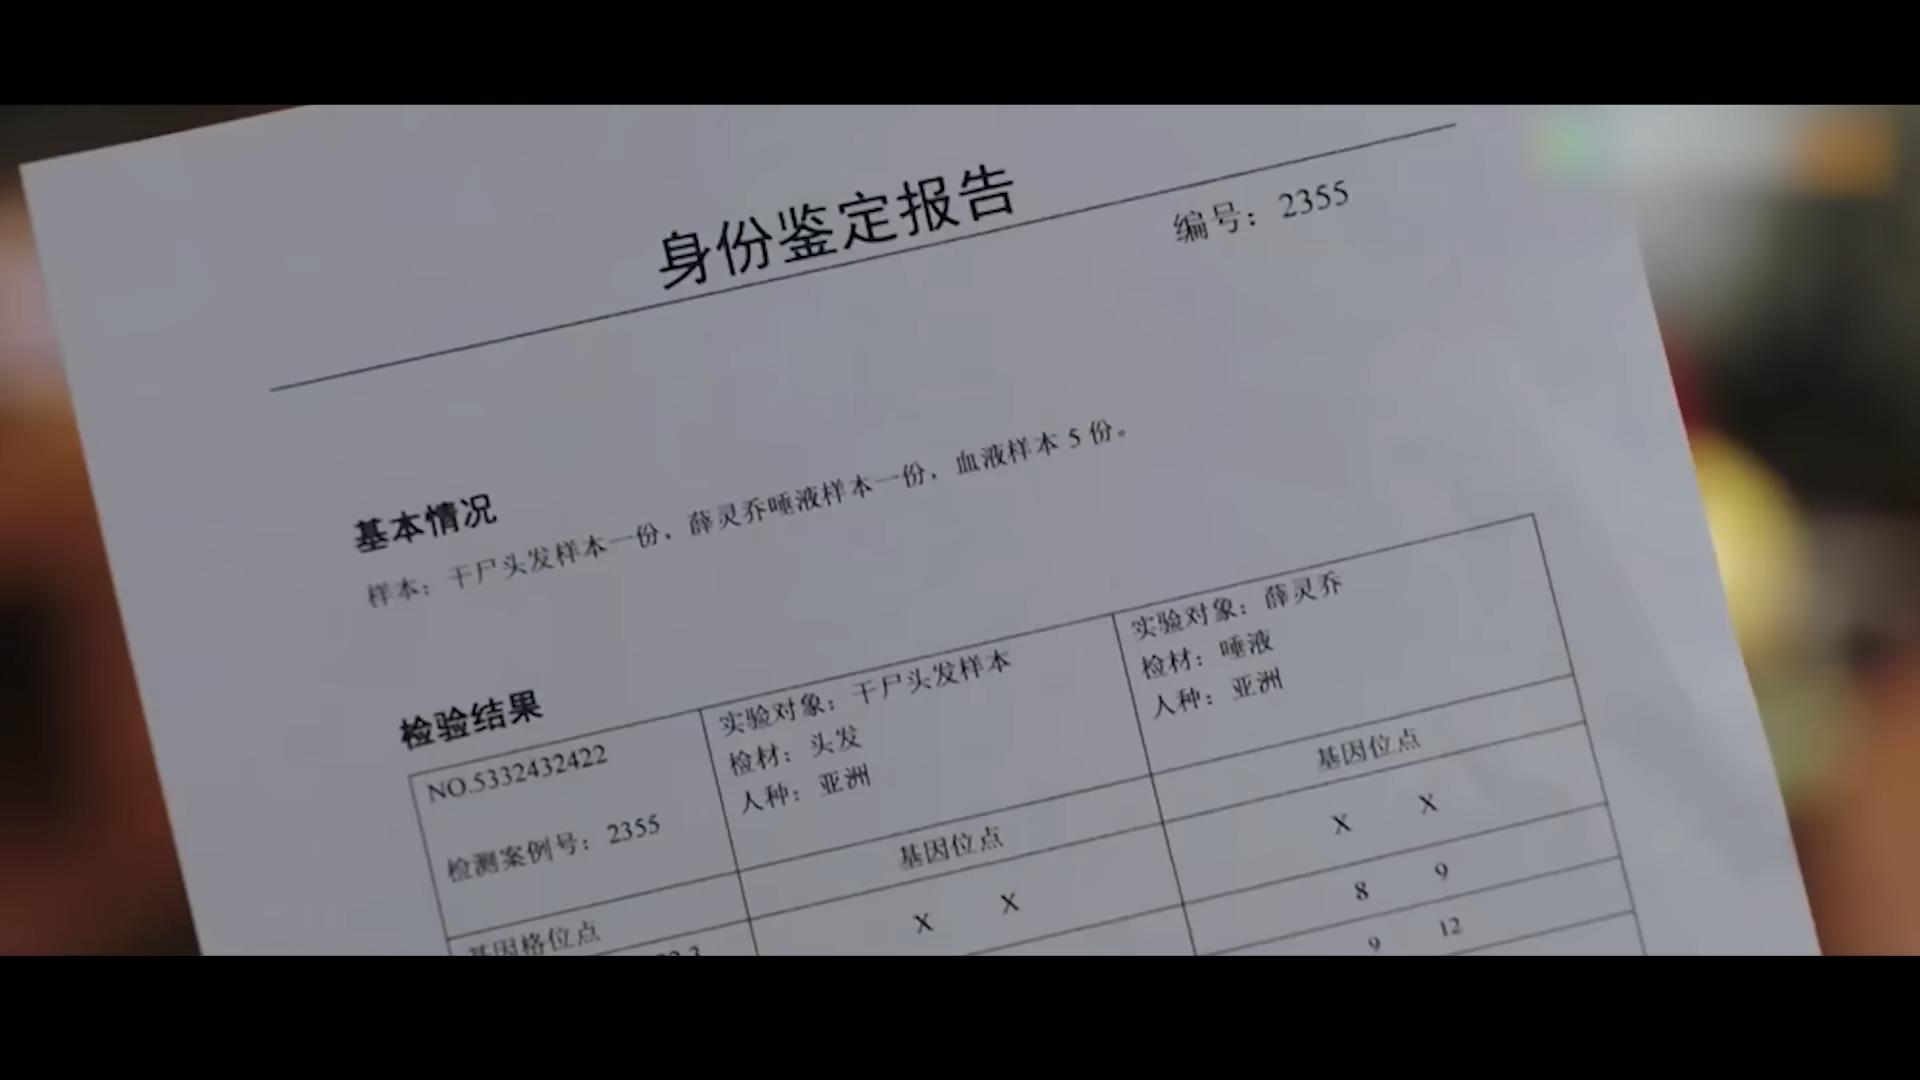 身份鉴定报告
编号：2355
基本情况
样本：干尸头发样本一份，薛灵乔唾液样本一份，血液样本 5 份。
检验结果
NO.5332432422
检测案例号：2355
实验对象：干尸头发样本
检材：头发
人种：亚洲
实验对象：薛灵乔
检材：唾液
人种：亚洲
基因格位点
基因位点
基因位点
X X
X X
8 9
9 12